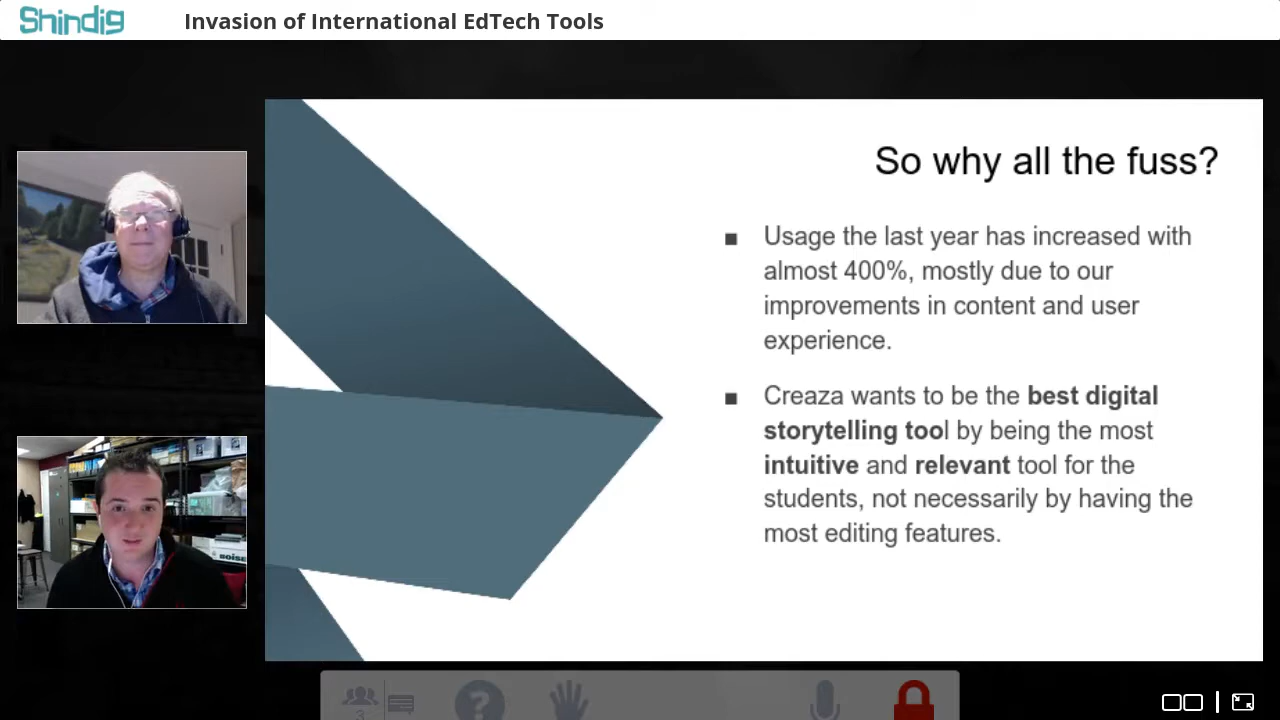 Shindig
Invasion of International EdTech Tools
So why all the fuss?
■ Usage the last year has increased with
almost 400%, mostly due to our
improvements in content and user
experience.
■ Creaza wants to be the best digital
storytelling tool by being the most
intuitive and relevant tool for the
students, not necessarily by having the
most editing features.
?
3